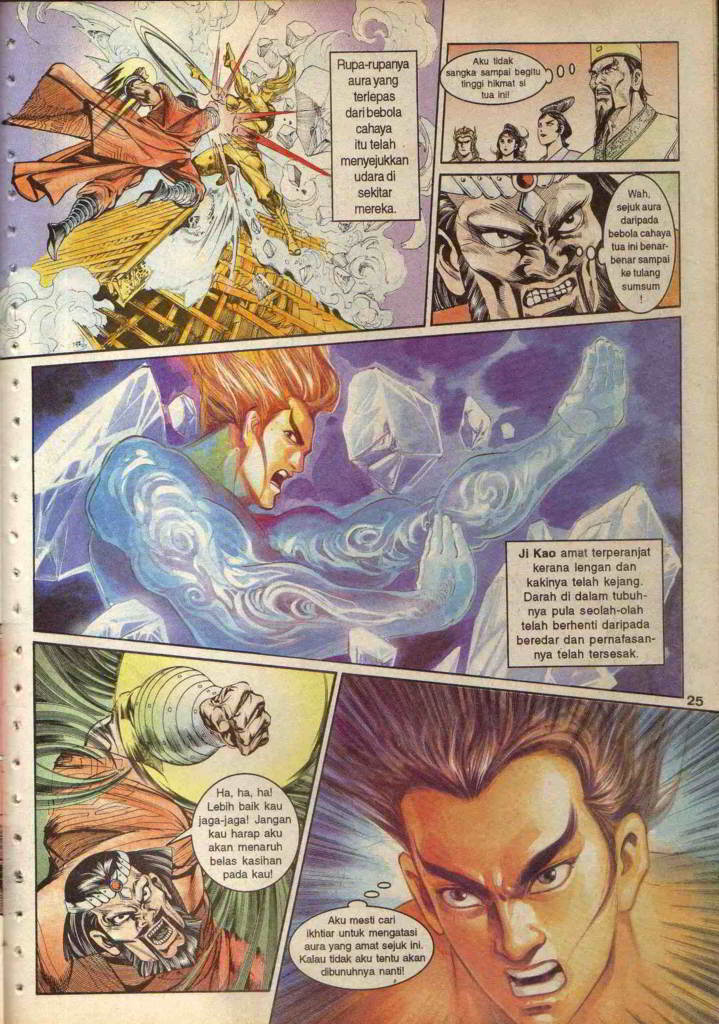 Rupa-rupanya
aura yang
terlepas
dari bebola
cahaya
itu telah
menyejukkan
udara di
sekitar
mereka.
Aku tidak
sangka sampai begitu
tinggi hikmat si
tua ini!
Wah,
sejuk aura
daripada
bebola cahaya
tua ini benar-
benar sampai
ke tulang
sumsum
!
Ji Kao amat terperanjat
kerana lengan dan
kakinya telah kejang.
Darah di dalam tubuh-
nya pula seolah-olah
telah berhenti daripada
beredar dan pernafasan-
nya telah tersesak.
25
Ha, ha, ha!
Lebih baik kau
jaga-jaga! Jangan
kau harap aku
akan menaruh
belas kasihan
pada kau!
Aku mesti cari
ikhtiar untuk mengatasi
aura yang amat sejuk ini.
Kalau tidak aku tentu akan
dibunuhnya nanti!